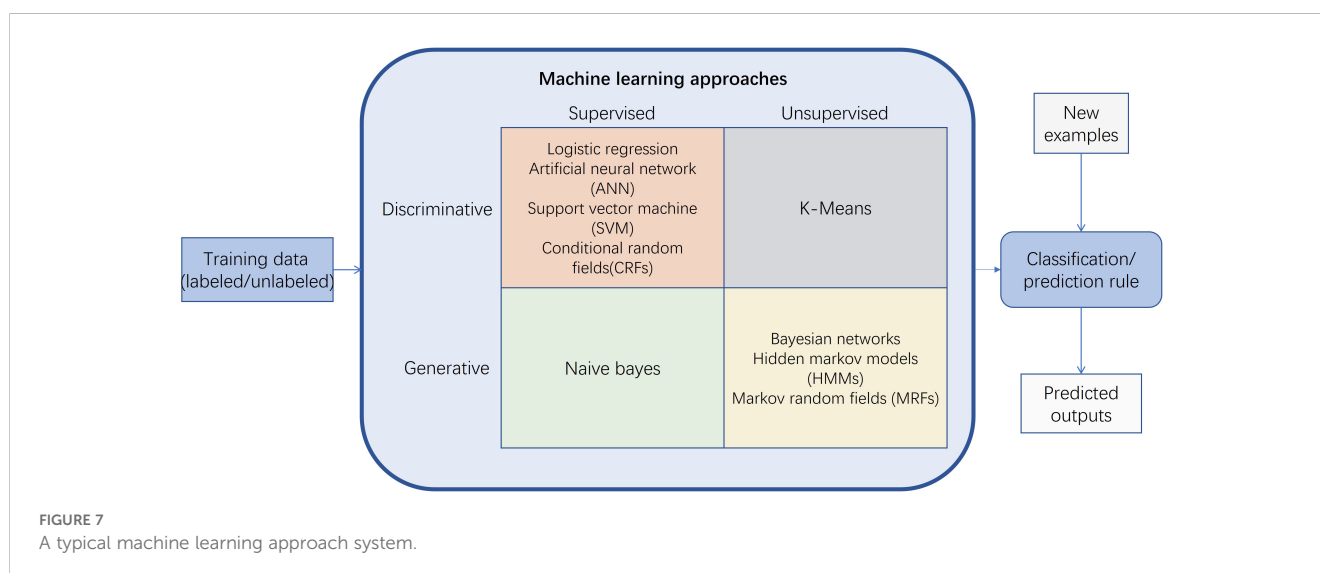 Machine learning approaches
Supervised
Unsupervised
Discriminative
Logistic regression
Artificial neural network
(ANN)
Support vector machine
(SVM)
Conditional random
fields(CRFs)
K-Means
Generative
Naive bayes
Bayesian networks
Hidden markov models
(HMMs)
Markov random fields (MRFs)
Training data
(labeled/unlabeled)
New
examples
Classification/
prediction rule
Predicted
outputs
FIGURE 7
A typical machine learning approach system.